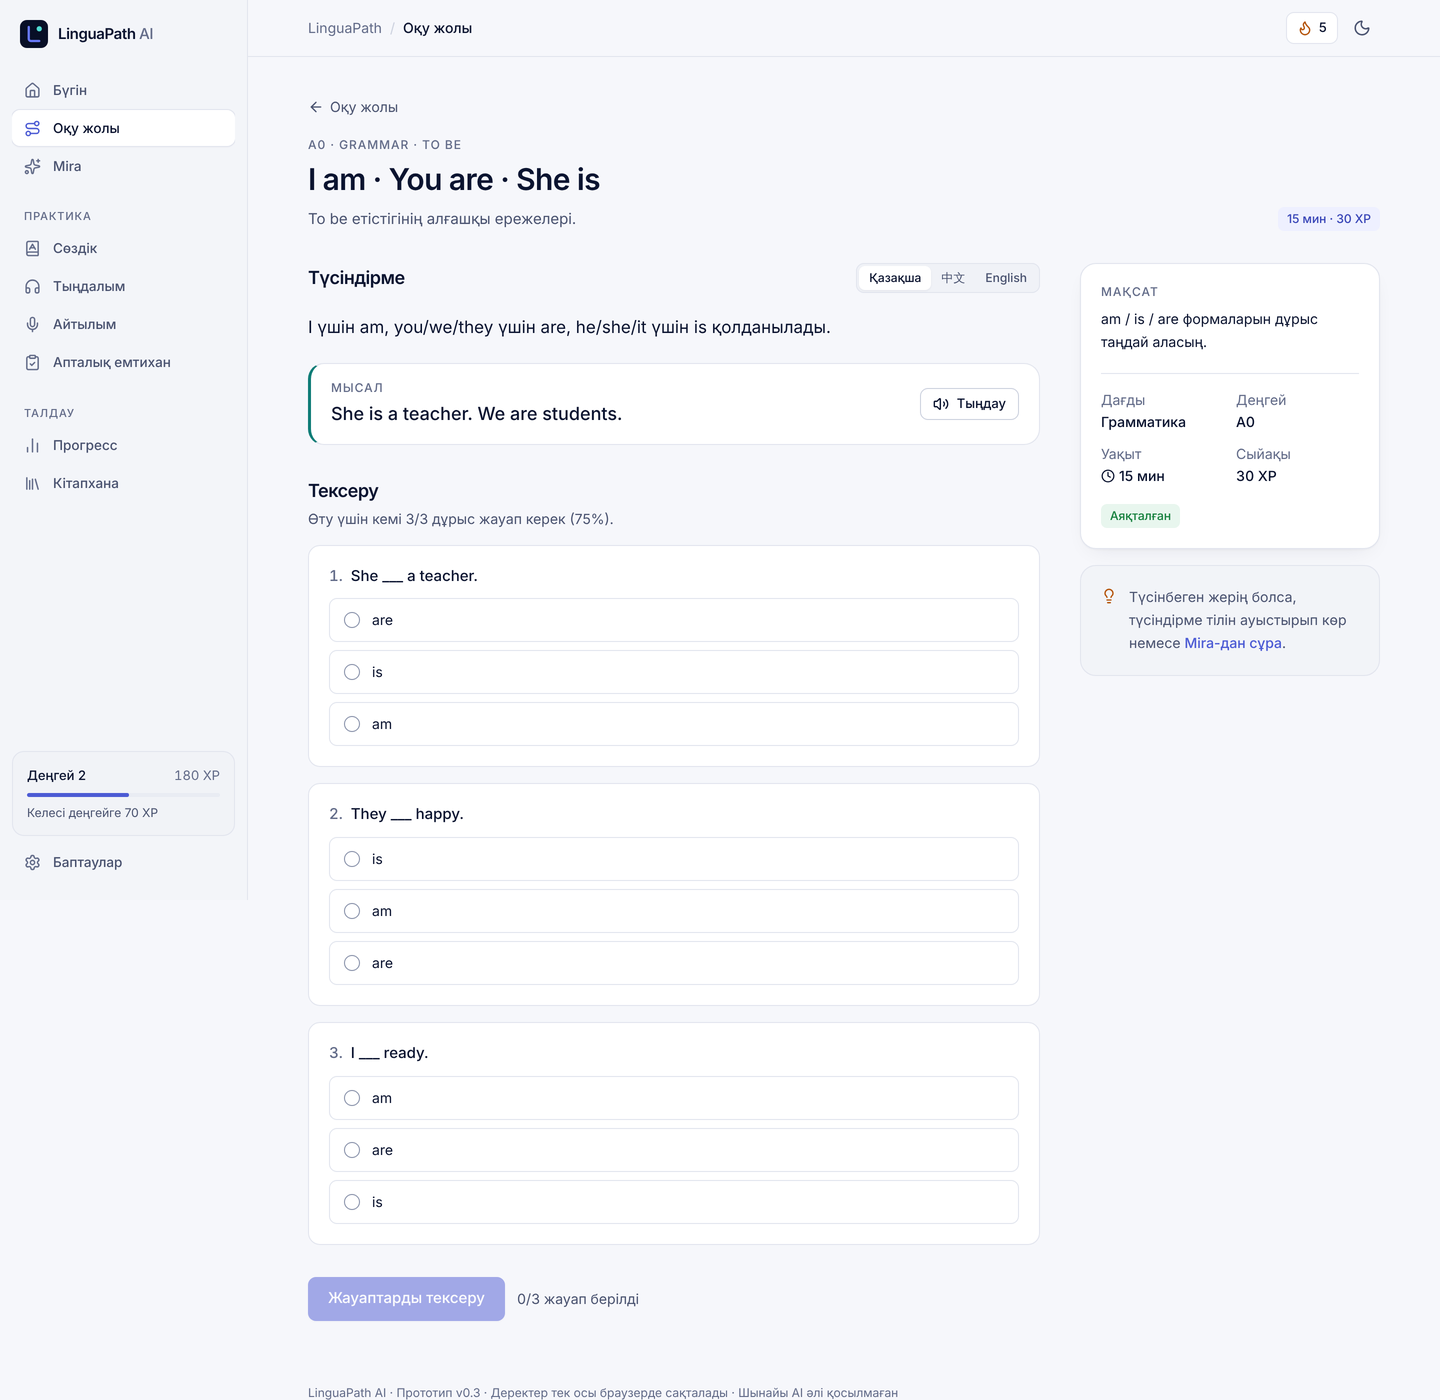 LinguaPath AI
Бүгін
Оқу жолы
Mira
ПРАКТИКА
Сөздік
Тыңдалым
Айтылым
Апталық емтихан
ТАЛДАУ
Прогресс
Кітапхана
Деңгей 2 180 XP
Келесі деңгейге 70 XP
Баптаулар
LinguaPath / Оқу жолы
5
Оқу жолы
A0 · GRAMMAR · TO BE
I am · You are · She is
To be етістігінің алғашқы ережелері.
15 мин · 30 XP
Түсіндірме
Қазақша 中文 English
I үшін am, you/we/they үшін are, he/she/it үшін is қолданылады.
МЫСАЛ
She is a teacher. We are students.
Тыңдау
Тексеру
Өту үшін кемі 3/3 дұрыс жауап керек (75%).
1. She ___ a teacher.
are
is
am
2. They ___ happy.
is
am
are
3. I ___ ready.
am
are
is
Жауаптарды тексеру
0/3 жауап берілді
МАҚСАТ
am / is / are формаларын дұрыс
таңдай аласың.
Дағды Деңгей
Грамматика A0
Уақыт Сыйақы
15 мин 30 XP
Аяқталған
Түсінбеген жерің болса,
түсіндірме тілін ауыстырып көр
немесе Mira-дан сұра.
LinguaPath AI · Прототип v0.3 · Деректер тек осы браузерде сақталады · Шынайы AI әлі қосылмаған